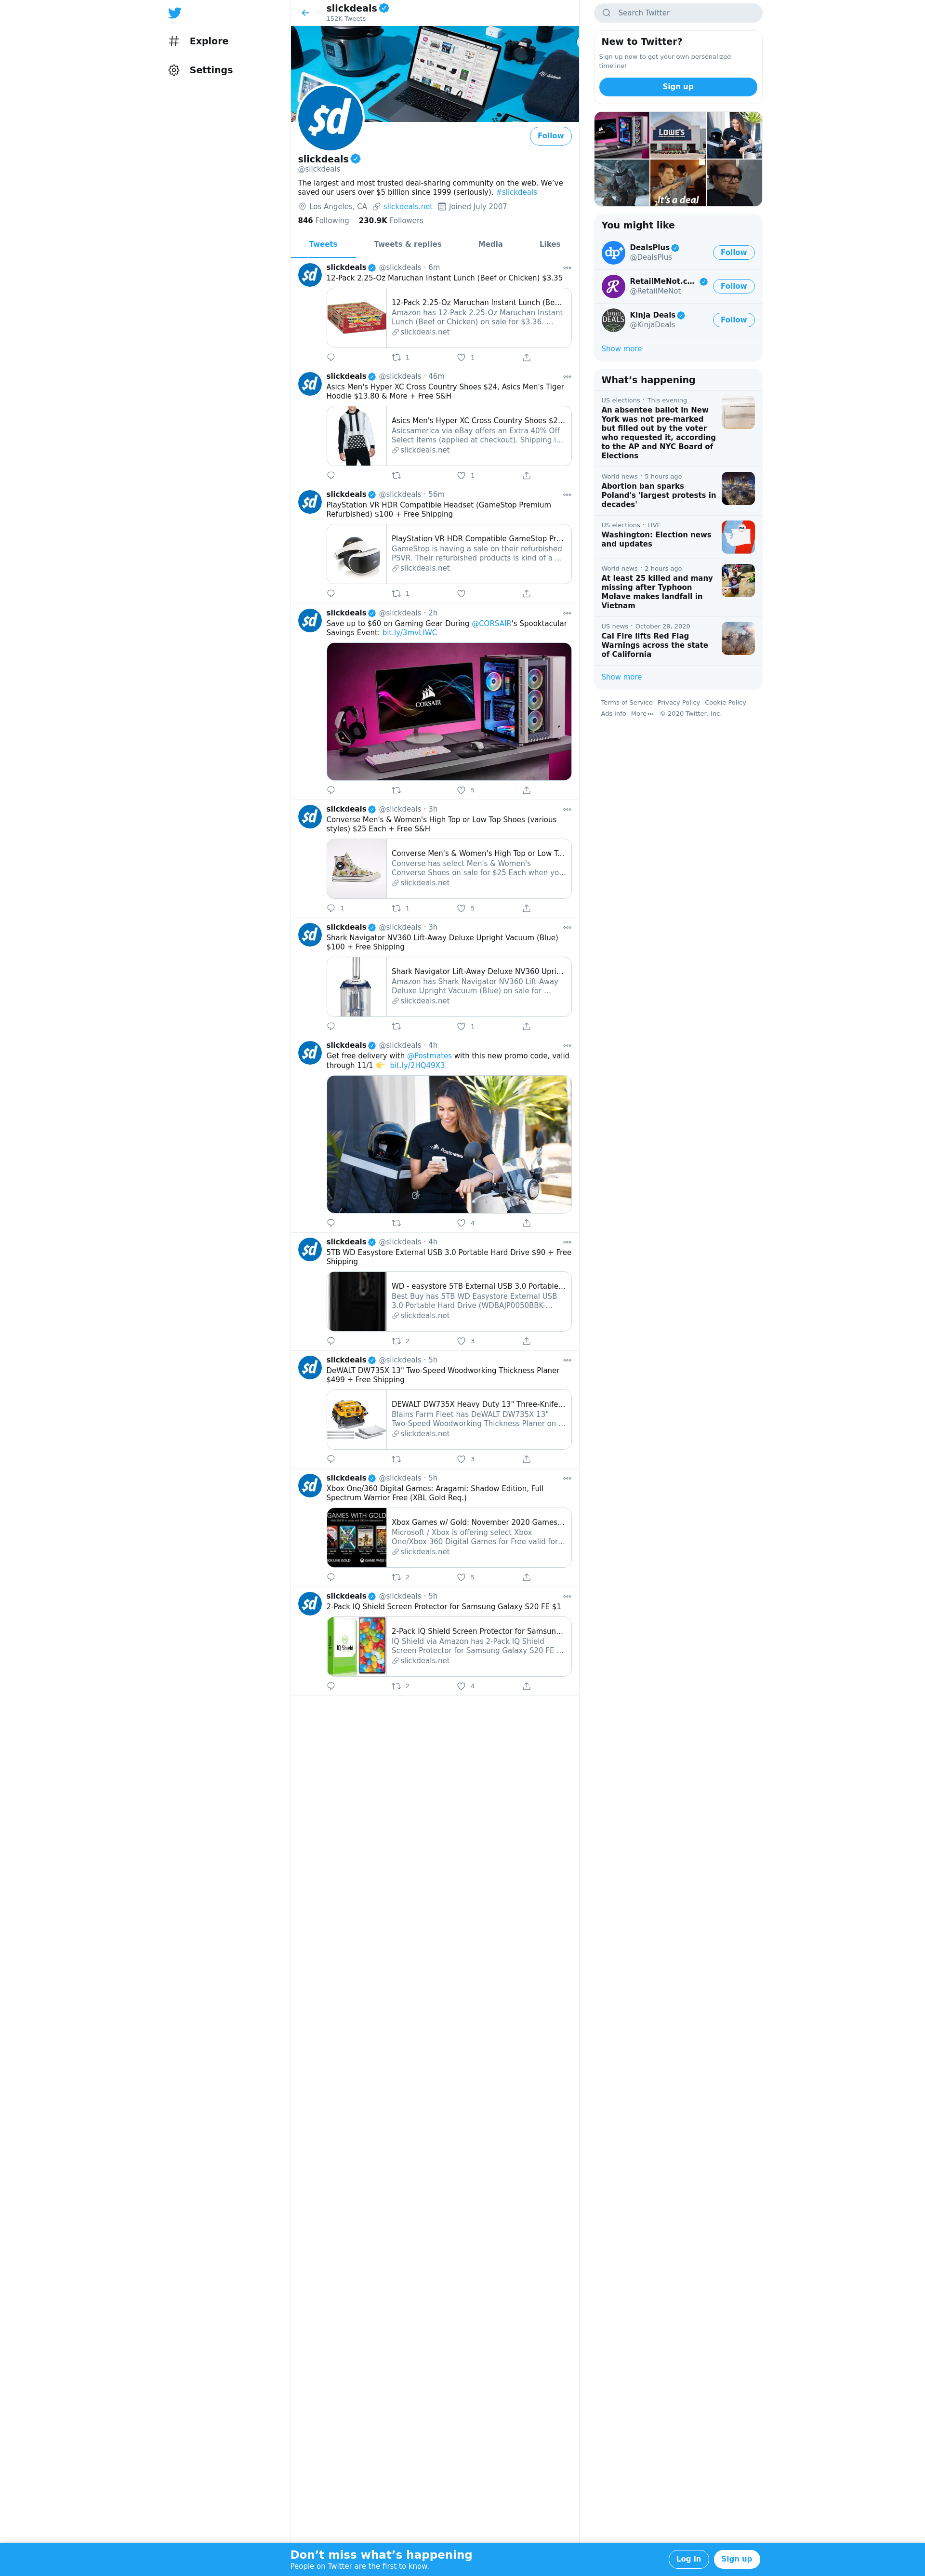 Explore
Settings
slickdeals
152K Tweets
$d
Follow
slickdeals
@slickdeals
The largest and most trusted deal-sharing community on the web. We’ve
saved our users over $5 billion since 1999 (seriously). #slickdeals
Los Angeles, CA slickdeals.net Joined July 2007
846 Following 230.9K Followers
Tweets Tweets & replies Media Likes
slickdeals @slickdeals · 6m
12-Pack 2.25-Oz Maruchan Instant Lunch (Beef or Chicken) $3.35
12-Pack 2.25-Oz Maruchan Instant Lunch (Be...
Amazon has 12-Pack 2.25-Oz Maruchan Instant
Lunch (Beef or Chicken) on sale for $3.36. ...
slickdeals.net
1 1
slickdeals @slickdeals · 46m
Asics Men's Hyper XC Cross Country Shoes $24, Asics Men's Tiger
Hoodie $13.80 & More + Free S&H
Asics Men's Hyper XC Cross Country Shoes $2...
Asicsamerica via eBay offers an Extra 40% Off
Select Items (applied at checkout). Shipping i...
slickdeals.net
1
slickdeals @slickdeals · 56m
PlayStation VR HDR Compatible Headset (GameStop Premium
Refurbished) $100 + Free Shipping
PlayStation VR HDR Compatible GameStop Pr...
GameStop is having a sale on their refurbished
PSVR. Their refurbished products is kind of a ...
slickdeals.net
1
slickdeals @slickdeals · 2h
Save up to $60 on Gaming Gear During @CORSAIR's Spooktacular
Savings Event: bit.ly/3mvLIWC
CORSAIR
5
slickdeals @slickdeals · 3h
Converse Men's & Women's High Top or Low Top Shoes (various
styles) $25 Each + Free S&H
Converse Men's & Women's High Top or Low T...
Converse has select Men's & Women's
Converse Shoes on sale for $25 Each when yo...
slickdeals.net
1 1 5
slickdeals @slickdeals · 3h
Shark Navigator NV360 Lift-Away Deluxe Upright Vacuum (Blue)
$100 + Free Shipping
Shark Navigator Lift-Away Deluxe NV360 Upri...
Amazon has Shark Navigator NV360 Lift-Away
Deluxe Upright Vacuum (Blue) on sale for ...
slickdeals.net
1
slickdeals @slickdeals · 4h
Get free delivery with @Postmates with this new promo code, valid
through 11/1 👉 bit.ly/2HQ49X3
Postmates
4
slickdeals @slickdeals · 4h
5TB WD Easystore External USB 3.0 Portable Hard Drive $90 + Free
Shipping
WD - easystore 5TB External USB 3.0 Portable...
Best Buy has 5TB WD Easystore External USB
3.0 Portable Hard Drive (WDBAJP0050BBK-...
slickdeals.net
2 3
slickdeals @slickdeals · 5h
DeWALT DW735X 13" Two-Speed Woodworking Thickness Planer
$499 + Free Shipping
DEWALT DW735X Heavy Duty 13" Three-Knife...
Blains Farm Fleet has DeWALT DW735X 13"
Two-Speed Woodworking Thickness Planer on ...
slickdeals.net
3
slickdeals @slickdeals · 5h
Xbox One/360 Digital Games: Aragami: Shadow Edition, Full
Spectrum Warrior Free (XBL Gold Req.)
GAMES WITH GOLD
Xbox Games w/ Gold: November 2020 Games...
Microsoft / Xbox is offering select Xbox
One/Xbox 360 Digital Games for Free valid for...
slickdeals.net
2 5
slickdeals @slickdeals · 5h
2-Pack IQ Shield Screen Protector for Samsung Galaxy S20 FE $1
IQ Shield
2-Pack IQ Shield Screen Protector for Samsun...
IQ Shield via Amazon has 2-Pack IQ Shield
Screen Protector for Samsung Galaxy S20 FE ...
slickdeals.net
2 4
Search Twitter
New to Twitter?
Sign up now to get your own personalized
timeline!
Sign up
LOWE'S
It's a deal
You might like
dp+
DealsPlus
@DealsPlus
Follow
RetailMeNot.c...
@RetailMeNot
Follow
KINJA DEALS
Kinja Deals
@KinjaDeals
Follow
Show more
What’s happening
US elections · This evening
An absentee ballot in New
York was not pre-marked
but filled out by the voter
who requested it, according
to the AP and NYC Board of
Elections
World news · 5 hours ago
Abortion ban sparks
Poland's 'largest protests in
decades'
US elections · LIVE
Washington: Election news
and updates
World news · 2 hours ago
At least 25 killed and many
missing after Typhoon
Molave makes landfall in
Vietnam
US news · October 28, 2020
Cal Fire lifts Red Flag
Warnings across the state
of California
Show more
Terms of Service Privacy Policy Cookie Policy
Ads info More ··· © 2020 Twitter, Inc.
Don’t miss what’s happening
People on Twitter are the first to know.
Log in Sign up